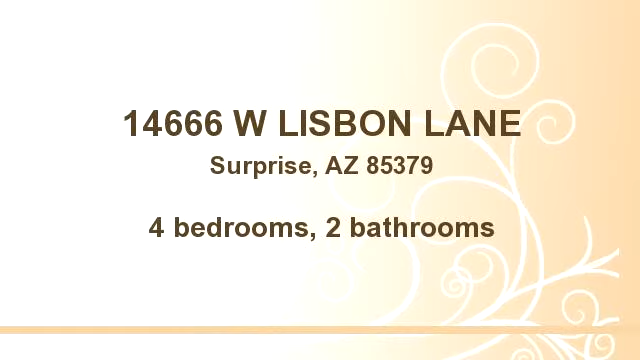 14666 W LISBON LANE
Surprise, AZ 85379
4 bedrooms, 2 bathrooms